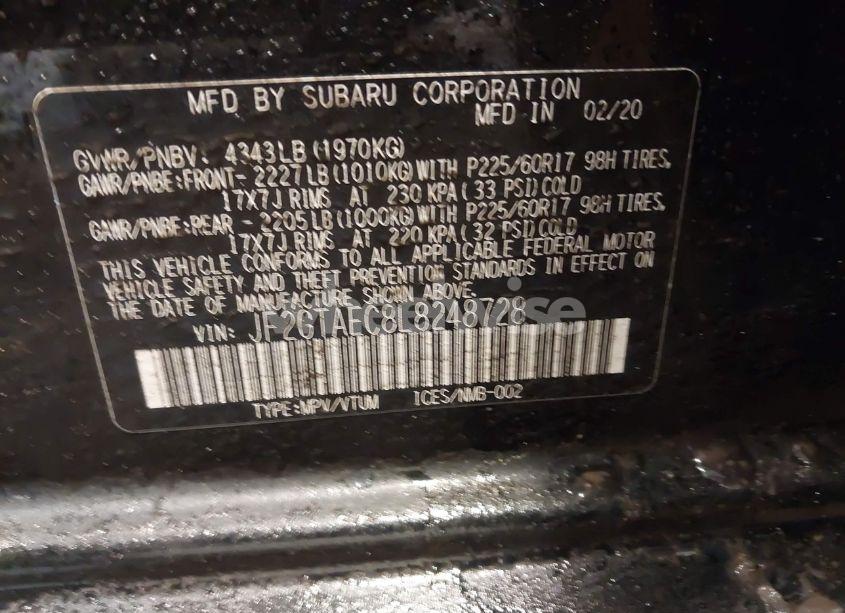 MFD BY SUBARU CORPORATION
MFD IN 02/20
GVWR/PNBV. 4343LB(1970KG)
GAWR/PNBE:FRONT-2227LB(1010KG)WITH P225/60R17 98H TIRES,
17X7J RIMS AT 230 KPA(33 PSI)COLD
GAWR/PNBE:REAR -2205LB(1000KG)WITH P225/60R17 98H TIRES,
17X7J RIMS AT 220 KPA(32 PSI)COLD
THIS VEHICLE CONFORMS TO ALL APPLICABLE FEDERAL MOTOR
VEHICLE SAFETY AND THEFT PREVENTION STANDARDS IN EFFECT ON
THE DATE OF MANUFACTURE SHOWN ABOVE.
VIN: JF2GTAEC8L8248728
TYPE:MPV/VTUM ICES/NMB-002